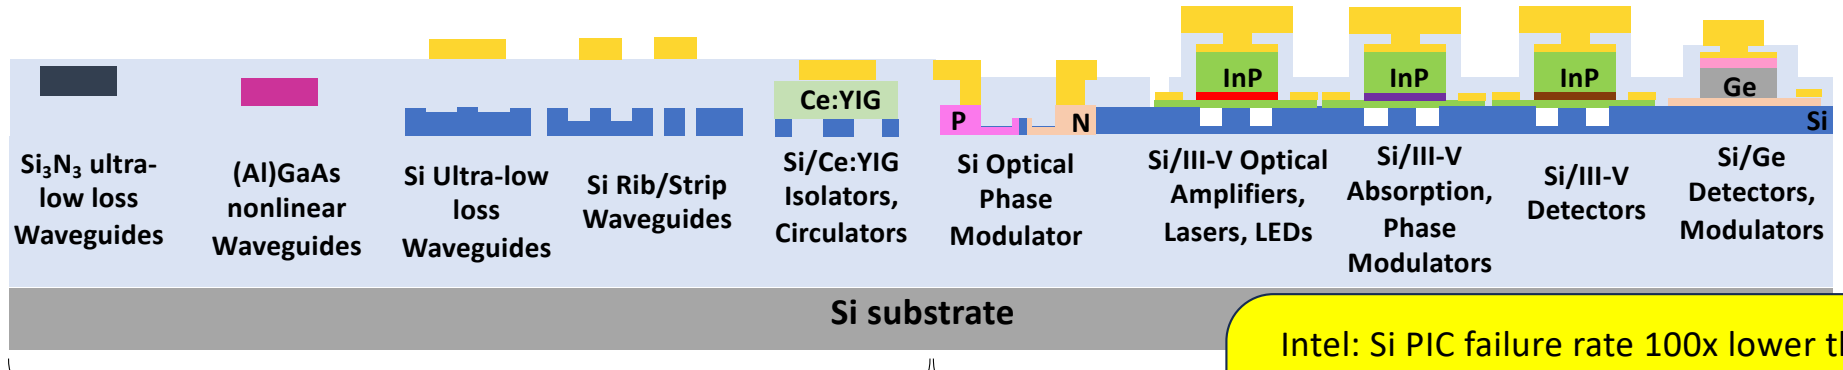 InP
InP
InP
Ge
Ce:YIG
P
N
Si
Si₃N₃ ultra-
low loss
Waveguides
(Al)GaAs
nonlinear
Waveguides
Si Ultra-low
loss
Waveguides
Si Rib/Strip
Waveguides
Si/Ce:YIG
Isolators,
Circulators
Si Optical
Phase
Modulator
Si/III-V Optical
Amplifiers,
Lasers, LEDs
Si/III-V
Absorption,
Phase
Modulators
Si/III-V
Detectors
Si/Ge
Detectors,
Modulators
Si substrate
Intel: Si PIC failure rate 100x lower